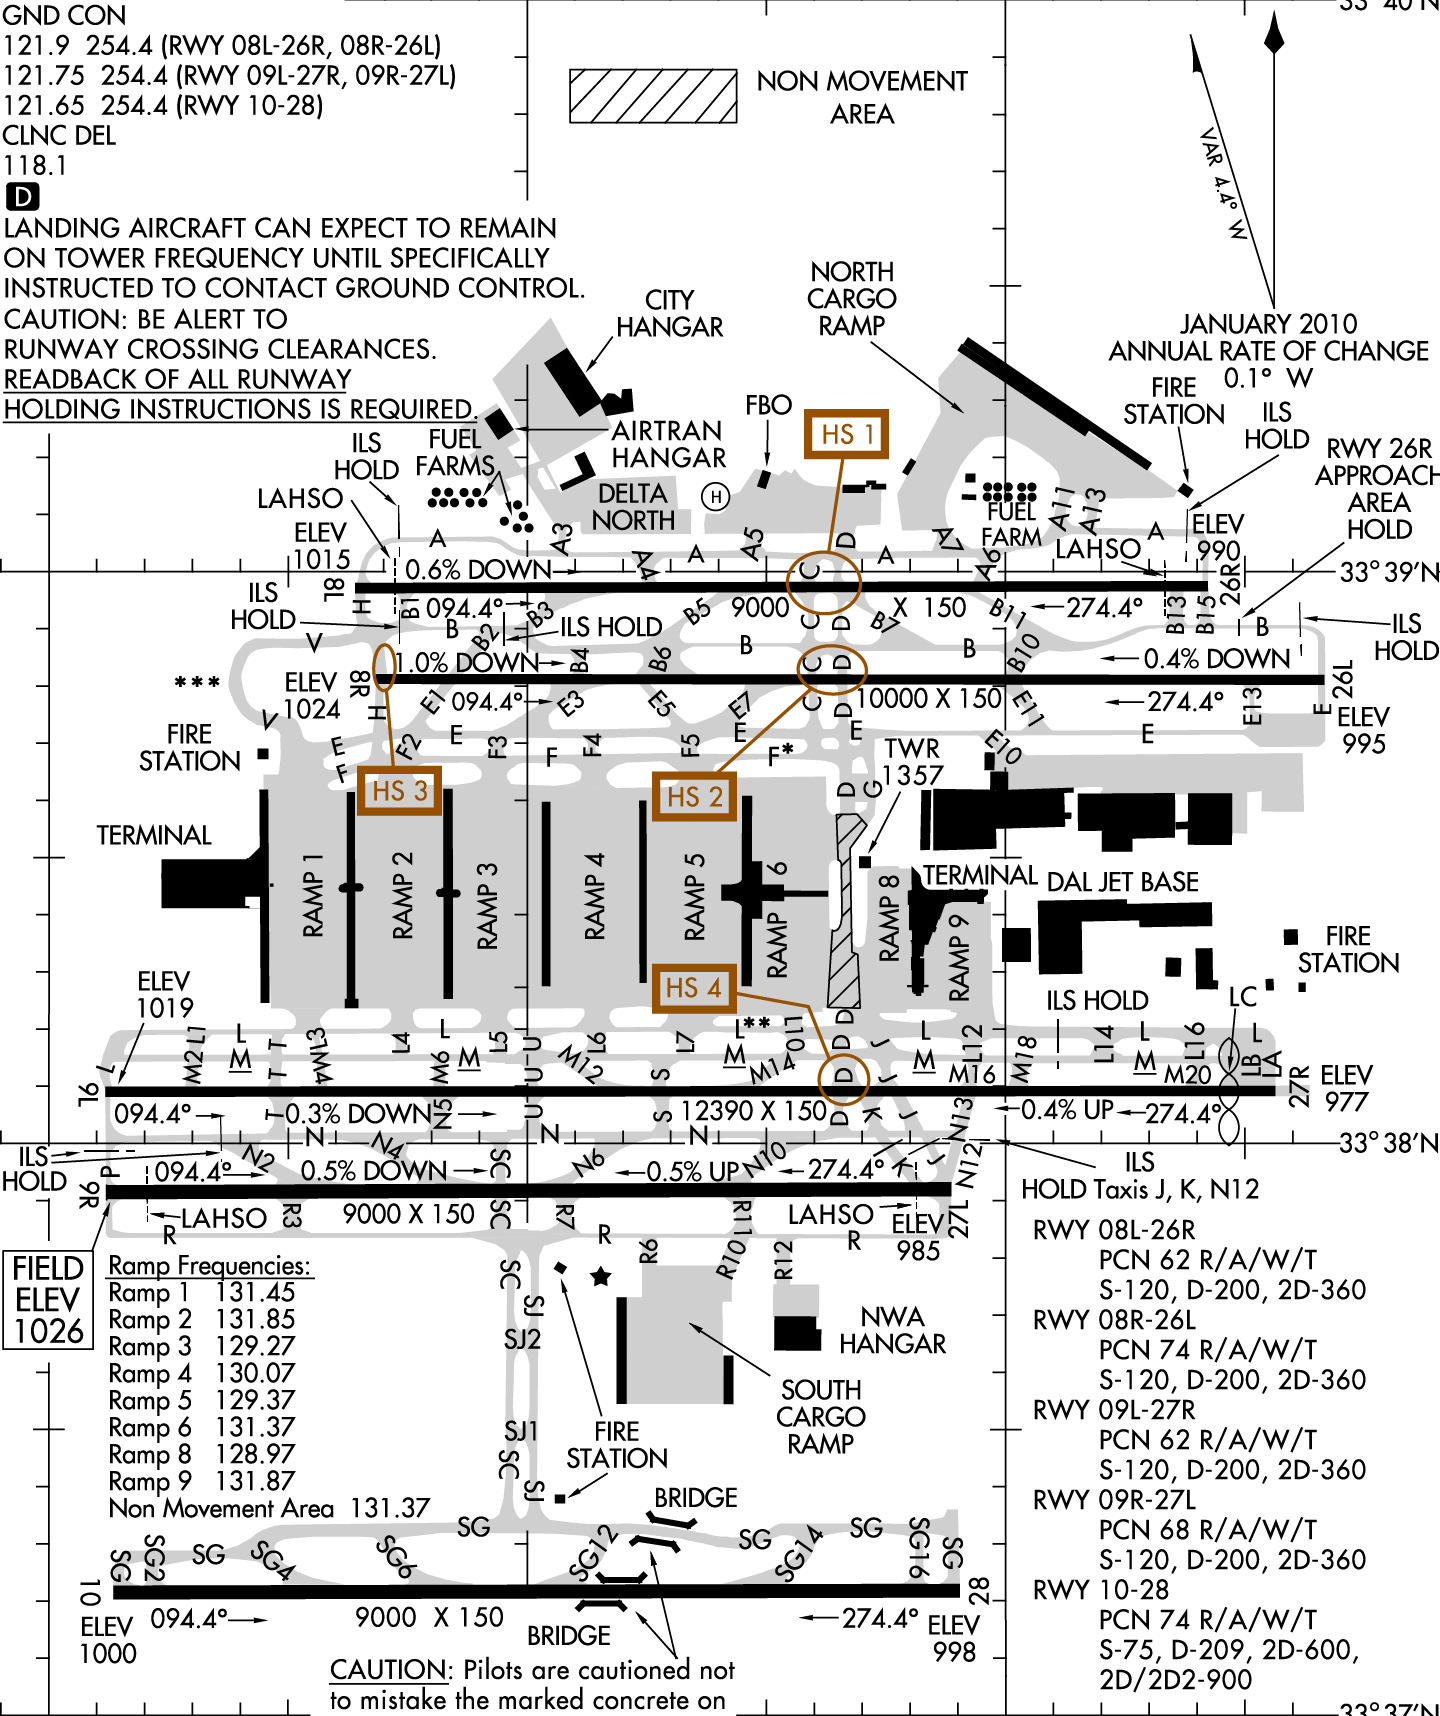 GND CON
121.9 254.4 (RWY 08L-26R, 08R-26L)
121.75 254.4 (RWY 09L-27R, 09R-27L)
121.65 254.4 (RWY 10-28)
CLNC DEL
118.1
D
LANDING AIRCRAFT CAN EXPECT TO REMAIN
ON TOWER FREQUENCY UNTIL SPECIFICALLY
INSTRUCTED TO CONTACT GROUND CONTROL.
CAUTION: BE ALERT TO
RUNWAY CROSSING CLEARANCES.
READBACK OF ALL RUNWAY
HOLDING INSTRUCTIONS IS REQUIRED.
NON MOVEMENT
AREA
VAR 4.4° W
JANUARY 2010
ANNUAL RATE OF CHANGE
0.1° W
CITY
HANGAR
NORTH
CARGO
RAMP
FIRE
STATION
ILS
HOLD
RWY 26R
APPROACH
AREA
HOLD
FBO
HS 1
AIRTRAN
HANGAR
ILS
HOLD
FUEL
FARMS
LAHSO
DELTA
NORTH
H
FUEL
FARM
A11
A13
ELEV
1015
A
A3
A4
A
A5
C
D
A
A7
A6
LAHSO
A
ELEV
990
33°39'N
8L
0.6% DOWN
26R
ILS
HOLD
H
B1
094.4°
B3
B5
9000 X 150
C
D
B7
B11
274.4°
B13
B15
B
ILS
HOLD
V
B
B2
ILS HOLD
B4
B6
B
B
B10
***
8R
1.0% DOWN
C
D
0.4% DOWN
26L
ELEV
1024
H
E1
094.4°
E3
E5
E7
C
D
10000 X 150
E11
274.4°
E13
E
ELEV
995
V
FIRE
STATION
E
F
F2
E
F3
F
F4
F5
E
F*
E
E10
E
TWR
1357
HS 3
HS 2
D
G
TERMINAL
RAMP 1
RAMP 2
RAMP 3
RAMP 4
RAMP 5
RAMP 6
RAMP 8
RAMP 9
TERMINAL
DAL JET BASE
FIRE
STATION
HS 4
ELEV
1019
ILS HOLD
LC
L
M2
L1
L
M
T
T
L3
M4
L4
L
M6
M
L5
U
U
M12
L6
L7
S
L**
M
M14
L10
D
D
J
J
L
M
L12
M16
M18
L14
L
M
L16
M20
L
LB
LA
9L
27R
ELEV
977
094.4°
T
0.3% DOWN
N5
U
S
12390 X 150
D
D
K
J
N13
0.4% UP
274.4°
33°38'N
ILS
HOLD
N2
N
N4
N
N6
N
N10
K
J
N12
ILS
HOLD Taxis J, K, N12
P
094.4°
0.5% DOWN
SC
0.5% UP
274.4°
9R
LAHSO
R
R3
9000 X 150
SC
R7
R
R6
R11
R10
R12
LAHSO
R
ELEV
985
27L
FIELD
ELEV
1026
Ramp Frequencies:
Ramp 1 131.45
Ramp 2 131.85
Ramp 3 129.27
Ramp 4 130.07
Ramp 5 129.37
Ramp 6 131.37
Ramp 8 128.97
Ramp 9 131.87
Non Movement Area 131.37
SC
SJ
SJ2
SJ1
SC
SJ
FIRE
STATION
NWA
HANGAR
SOUTH
CARGO
RAMP
BRIDGE
RWY 08L-26R
PCN 62 R/A/W/T
S-120, D-200, 2D-360
RWY 08R-26L
PCN 74 R/A/W/T
S-120, D-200, 2D-360
RWY 09L-27R
PCN 62 R/A/W/T
S-120, D-200, 2D-360
RWY 09R-27L
PCN 68 R/A/W/T
S-120, D-200, 2D-360
RWY 10-28
PCN 74 R/A/W/T
S-75, D-209, 2D-600,
2D/2D2-900
SG
SG2
SG
SG4
SG6
SG
SG12
SG
SG14
SG
SG16
SG
10
28
ELEV
1000
094.4°
9000 X 150
274.4°
ELEV
998
BRIDGE
CAUTION: Pilots are cautioned not
to mistake the marked concrete on